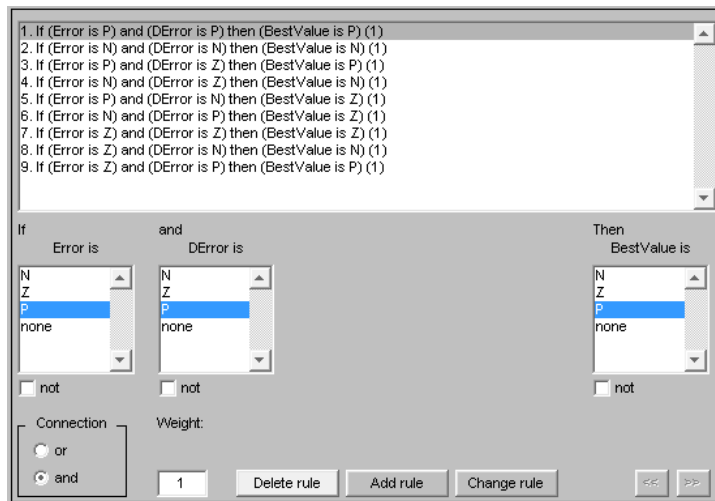 1. If (Error is P) and (DError is P) then (BestValue is P) (1)
2. If (Error is N) and (DError is N) then (BestValue is N) (1)
3. If (Error is P) and (DError is Z) then (BestValue is P) (1)
4. If (Error is N) and (DError is Z) then (BestValue is N) (1)
5. If (Error is P) and (DError is N) then (BestValue is Z) (1)
6. If (Error is N) and (DError is P) then (BestValue is Z) (1)
7. If (Error is Z) and (DError is Z) then (BestValue is Z) (1)
8. If (Error is Z) and (DError is N) then (BestValue is N) (1)
9. If (Error is Z) and (DError is P) then (BestValue is P) (1)
If
Error is
N
Z
P
none
not
and
DError is
N
Z
P
none
not
Then
BestValue is
N
Z
P
none
not
Connection
or
and
Weight:
1
Delete rule
Add rule
Change rule
<<
>>